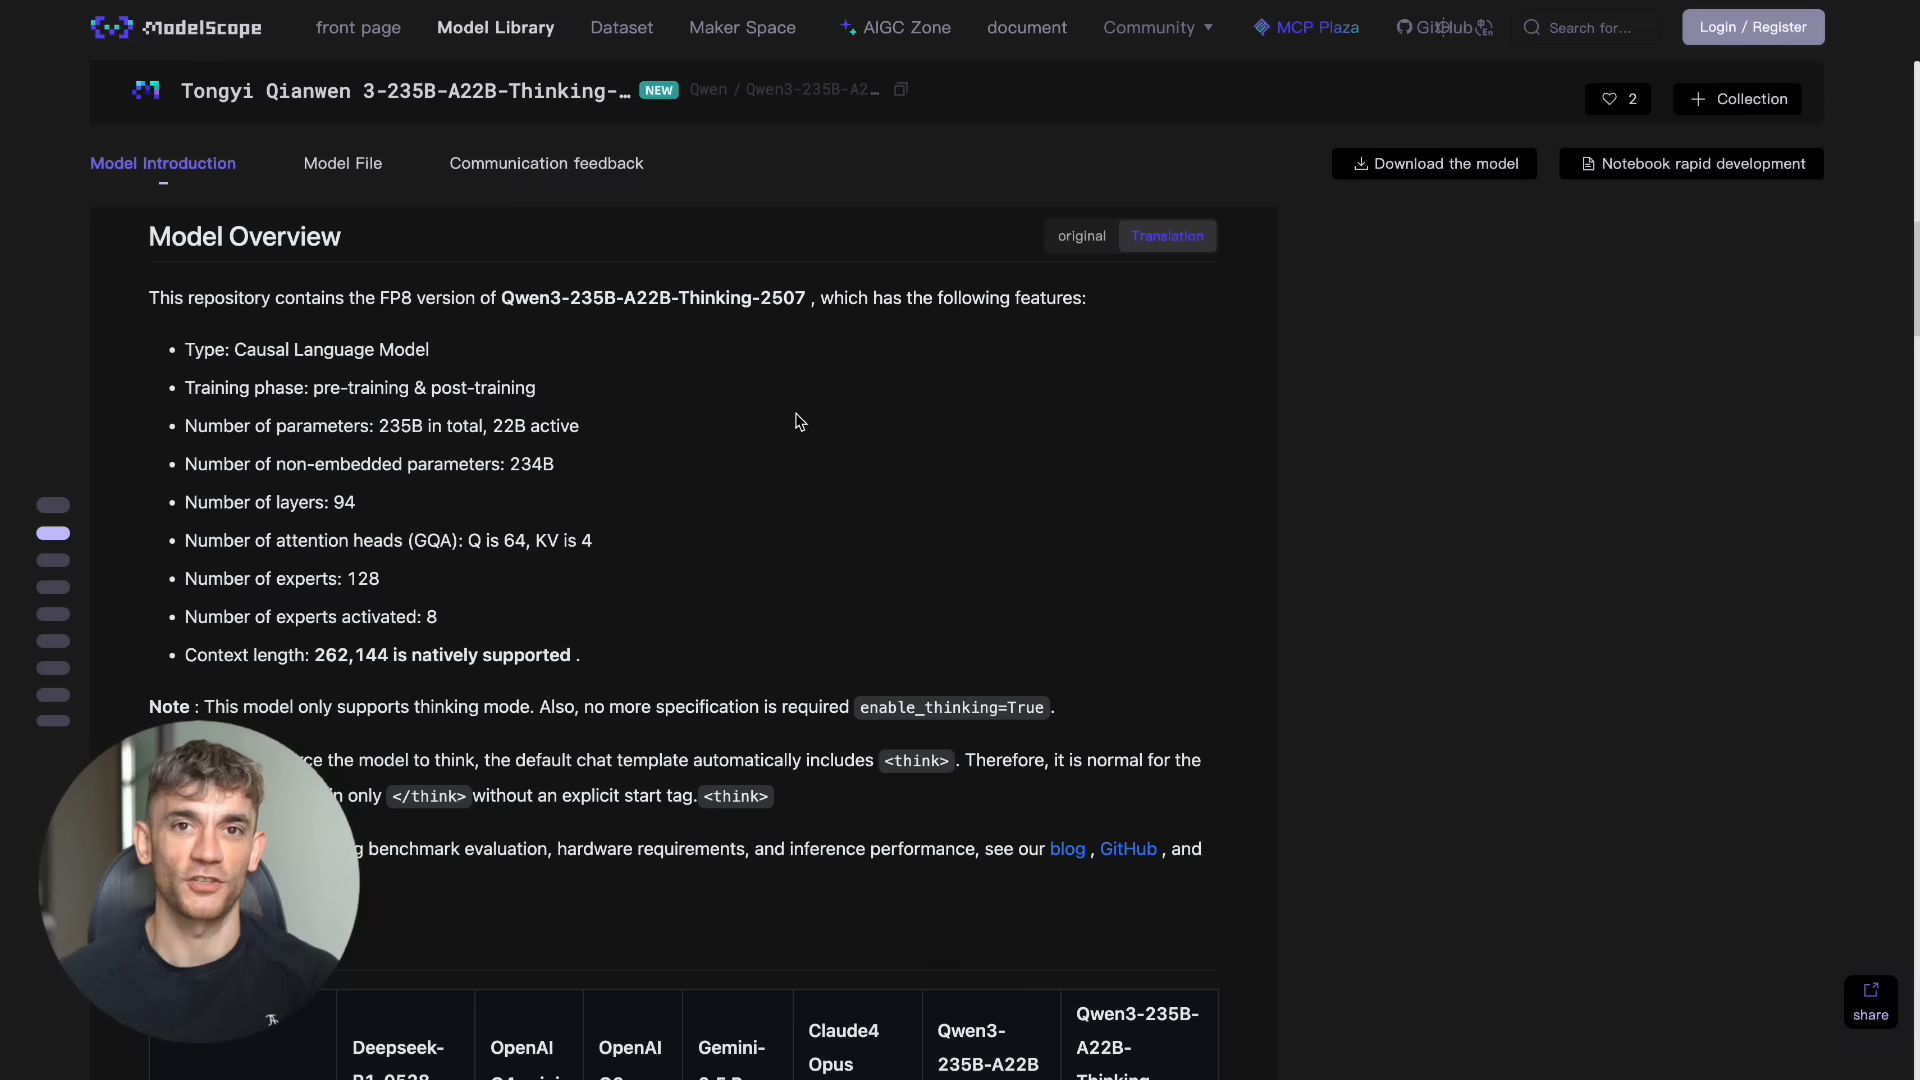 ModelScope
front page
Model Library
Dataset
Maker Space
AIGC Zone
document
Community
MCP Plaza
GitHub
Search for...
Login / Register
Tongyi Qianwen 3-235B-A22B-Thinking-...
NEW
Qwen / Qwen3-235B-A2...
2
Collection
Model Introduction
Model File
Communication feedback
Download the model
Notebook rapid development
Model Overview
original
Translation
This repository contains the FP8 version of Qwen3-235B-A22B-Thinking-2507 , which has the following features:
• Type: Causal Language Model
• Training phase: pre-training & post-training
• Number of parameters: 235B in total, 22B active
• Number of non-embedded parameters: 234B
• Number of layers: 94
• Number of attention heads (GQA): Q is 64, KV is 4
• Number of experts: 128
• Number of experts activated: 8
• Context length: 262,144 is natively supported .
Note : This model only supports thinking mode. Also, no more specification is required enable_thinking=True .
the model to think, the default chat template automatically includes <think> . Therefore, it is normal for the
only </think> without an explicit start tag. <think>
benchmark evaluation, hardware requirements, and inference performance, see our blog , GitHub , and
share
Deepseek-
OpenAI
OpenAI
Gemini-
Claude4
Opus
Qwen3-
235B-A22B
Qwen3-235B-
A22B-
Thinking